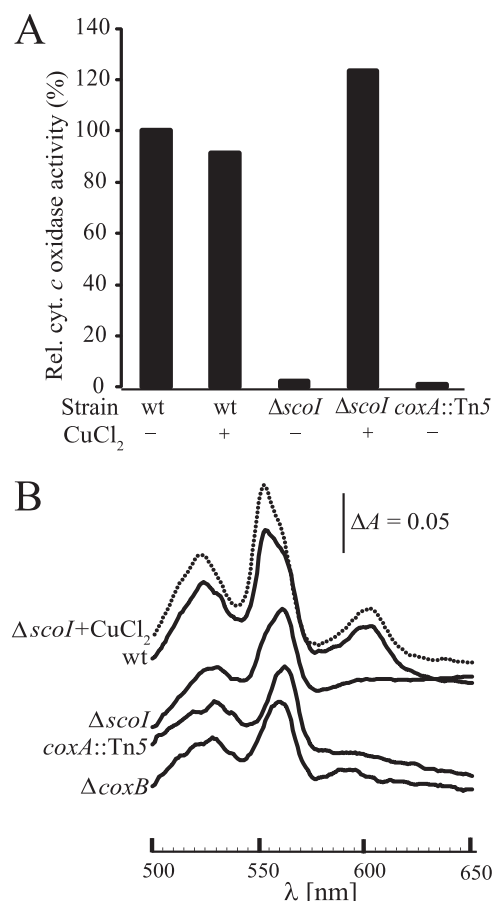 A
Rel. cyt. c oxidase activity (%)
140
120
100
80
60
40
20
0
Strain wt wt ΔscoI ΔscoI coxA::Tn5
CuCl₂ – + – + –
B
ΔA = 0.05
ΔscoI+CuCl₂
wt
ΔscoI
coxA::Tn5
ΔcoxB
500 550 600 650
λ [nm]